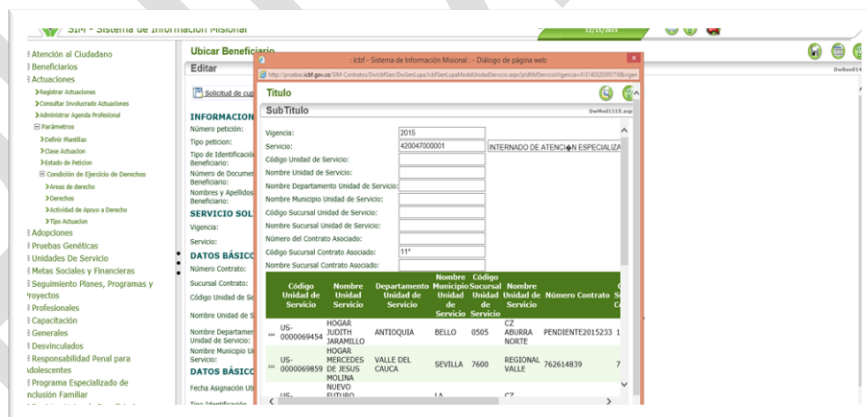 SIM - Sistema de Información Misional
12/15/2015
Atención al Ciudadano
Beneficiarios
Actuaciones
Registrar Actuaciones
Consultar Involucrado Actuaciones
Administrar Agenda Profesional
Parámetros
Definir Plantillas
Clase Actuacion
Estado de Peticion
Condición de Ejercicio de Derechos
Areas de derecho
Derechos
Actividad de Apoyo a Derecho
Tipo Actuacion
Adopciones
Pruebas Genéticas
Unidades De Servicio
Metas Sociales y Financieras
Seguimiento Planes, Programas y
Proyectos
Profesionales
Capacitación
Generales
Desvinculados
Responsabilidad Penal para
Adolescentes
Programa Especializado de
Inclusión Familiar
Ubicar Beneficiario
Editar
Solicitud de cup
INFORMACION
Número petición:
Tipo peticion:
Tipo de Identificació
Beneficiario:
Número de Documen
Beneficiario:
Nombres y Apellidos
Beneficiario:
SERVICIO SOL
Vigencia:
Servicio:
DATOS BÁSICO
Número Contrato:
Sucursal Contrato:
Código Unidad de Se
Nombre Unidad de S
Nombre Departamen
Unidad de Servicio:
Nombre Municipio Un
Servicio:
DATOS BÁSICO
Fecha Asignación Ub
Tipo Identificación
: Icbf - Sistema de Información Misional : - Diálogo de página web
Titulo
SubTitulo
Vigencia: 2015
Servicio: 420047000001 INTERNADO DE ATENCI�N ESPECIALIZA
Código Unidad de Servicio:
Nombre Unidad de Servicio:
Nombre Departamento Unidad de Servicio:
Nombre Municipio Unidad de Servicio:
Código Sucursal Unidad de Servicio:
Nombre Sucursal Unidad de Servicio:
Número del Contrato Asociado:
Código Sucursal Contrato Asociado: 11*
Nombre Sucursal Contrato Asociado:
Código Unidad de Servicio
Nombre Unidad Servicio
Departamento Unidad de Servicio
Nombre Municipio Unidad de Servicio
Código Sucursal Unidad de Servicio
Nombre Sucursal Unidad de Servicio
Número Contrato
US-0000069454 HOGAR JUDITH JARAMILLO ANTIOQUIA BELLO 0505 CZ ABURRA NORTE PENDIENTE2015233 1
US-0000069859 HOGAR MERCEDES DE JESUS MOLINA VALLE DEL CAUCA SEVILLA 7600 REGIONAL VALLE 762614839 7
NUEVO